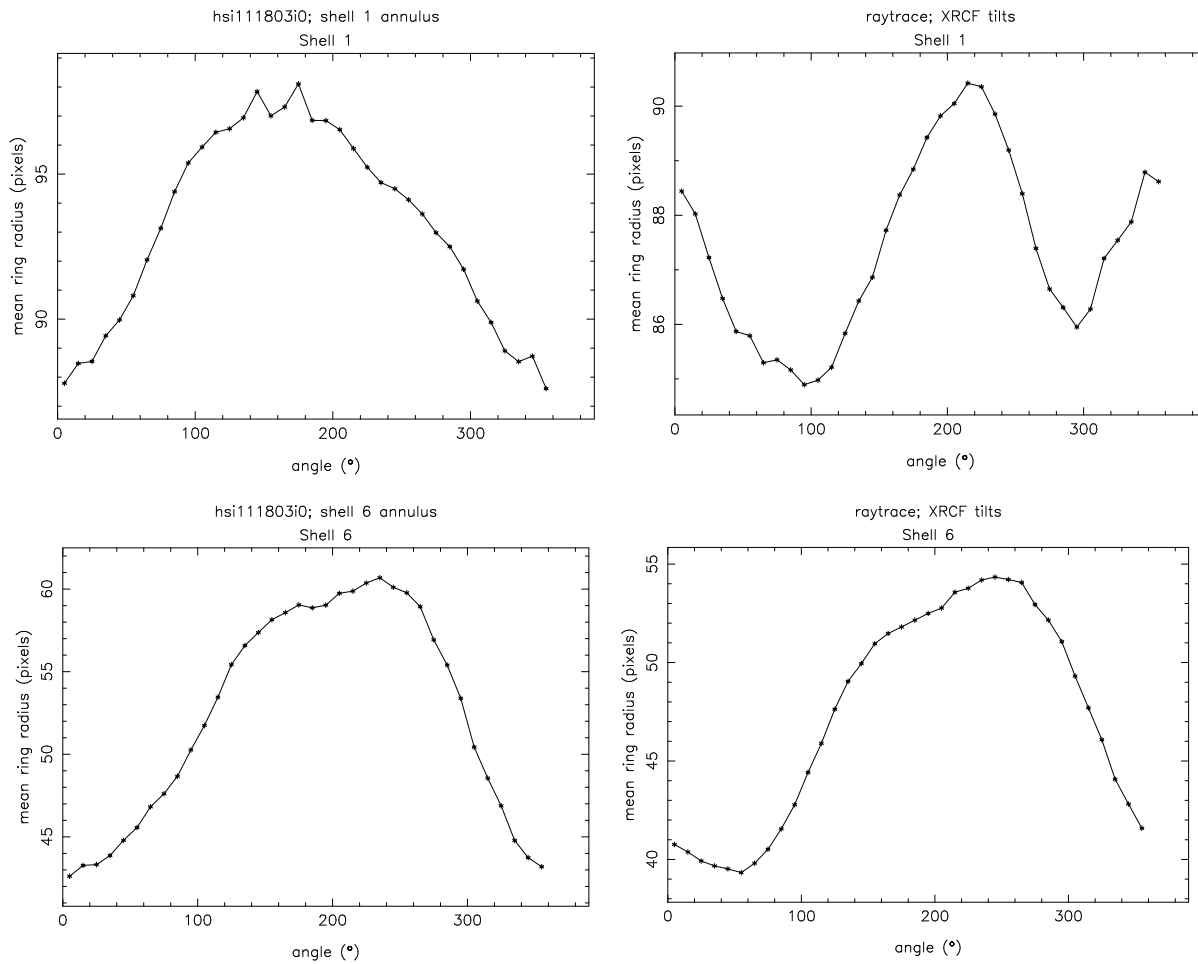 hsi111803i0; shell 1 annulus
Shell 1
mean ring radius (pixels)
95
90
0
100
200
300
angle (°)
raytrace; XRCF tilts
Shell 1
mean ring radius (pixels)
90
88
86
0
100
200
300
angle (°)
hsi111803i0; shell 6 annulus
Shell 6
mean ring radius (pixels)
60
55
50
45
0
100
200
300
angle (°)
raytrace; XRCF tilts
Shell 6
mean ring radius (pixels)
55
50
45
40
0
100
200
300
angle (°)